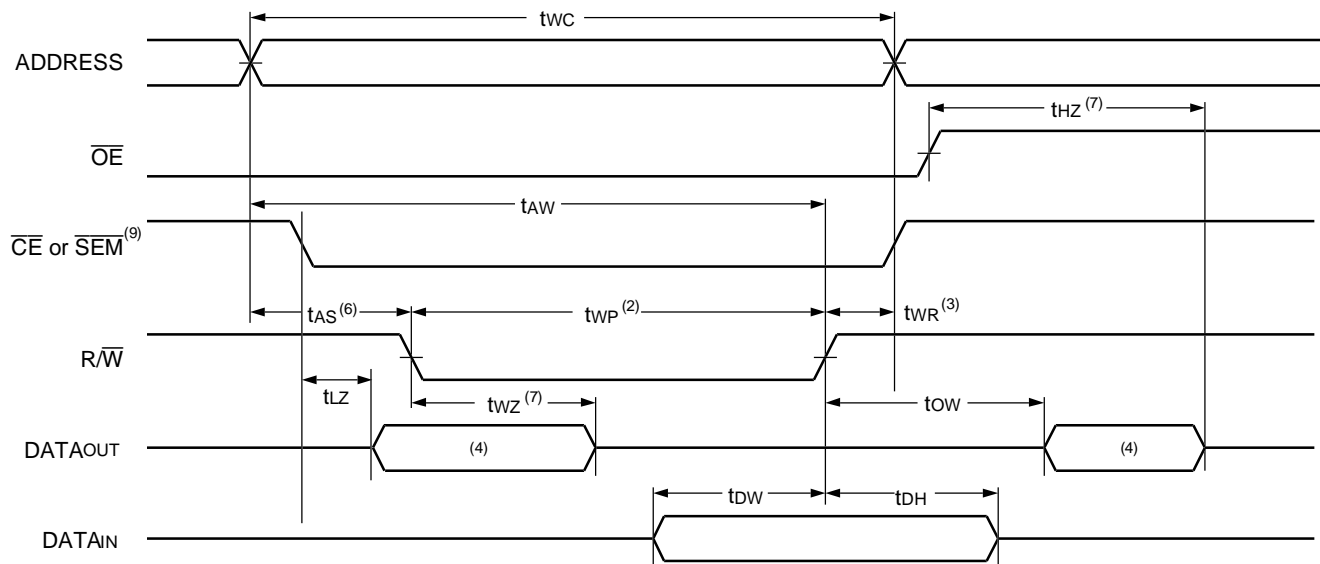 tWC
ADDRESS
tHZ (7)
OE
tAW
CE or SEM (9)
tAS (6)
tWP (2)
tWR (3)
R/W
tLZ
tWZ (7)
tOW
DATAOUT
(4)
(4)
tDW
tDH
DATAIN